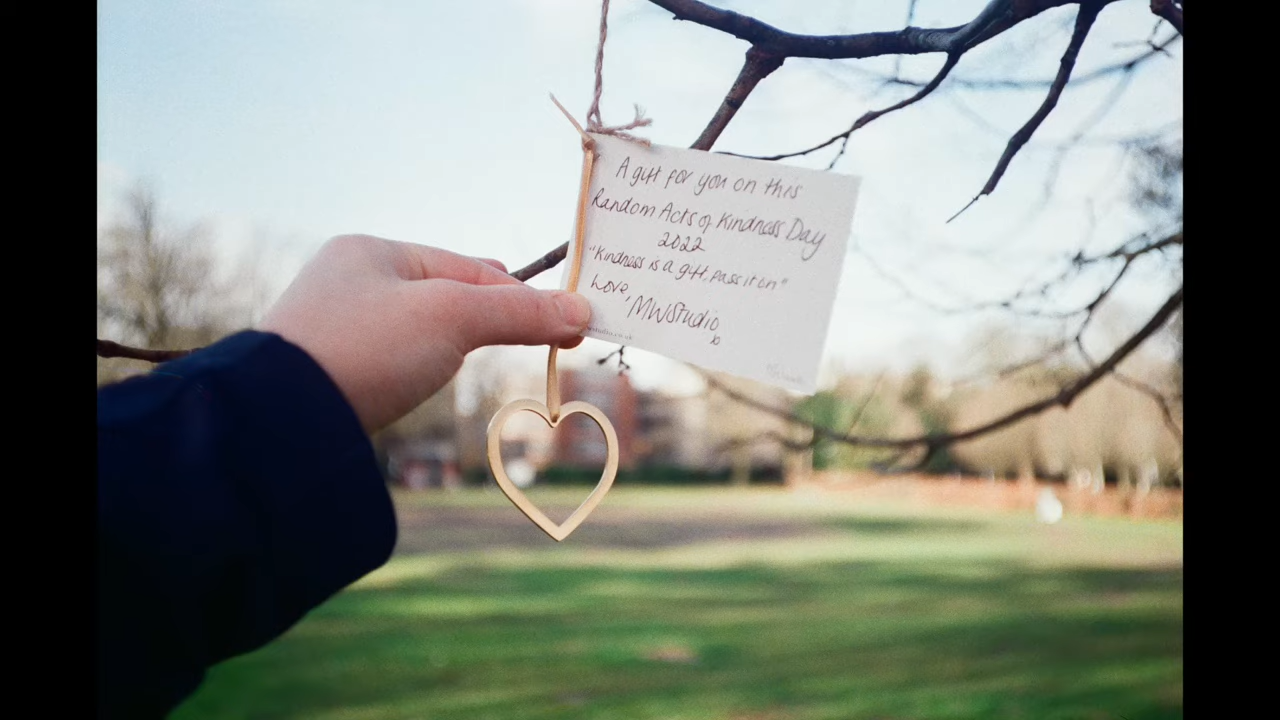 A gift for you on this
Random Acts of Kindness Day
2022
"Kindness is a gift, pass it on"
Love,
MWStudio